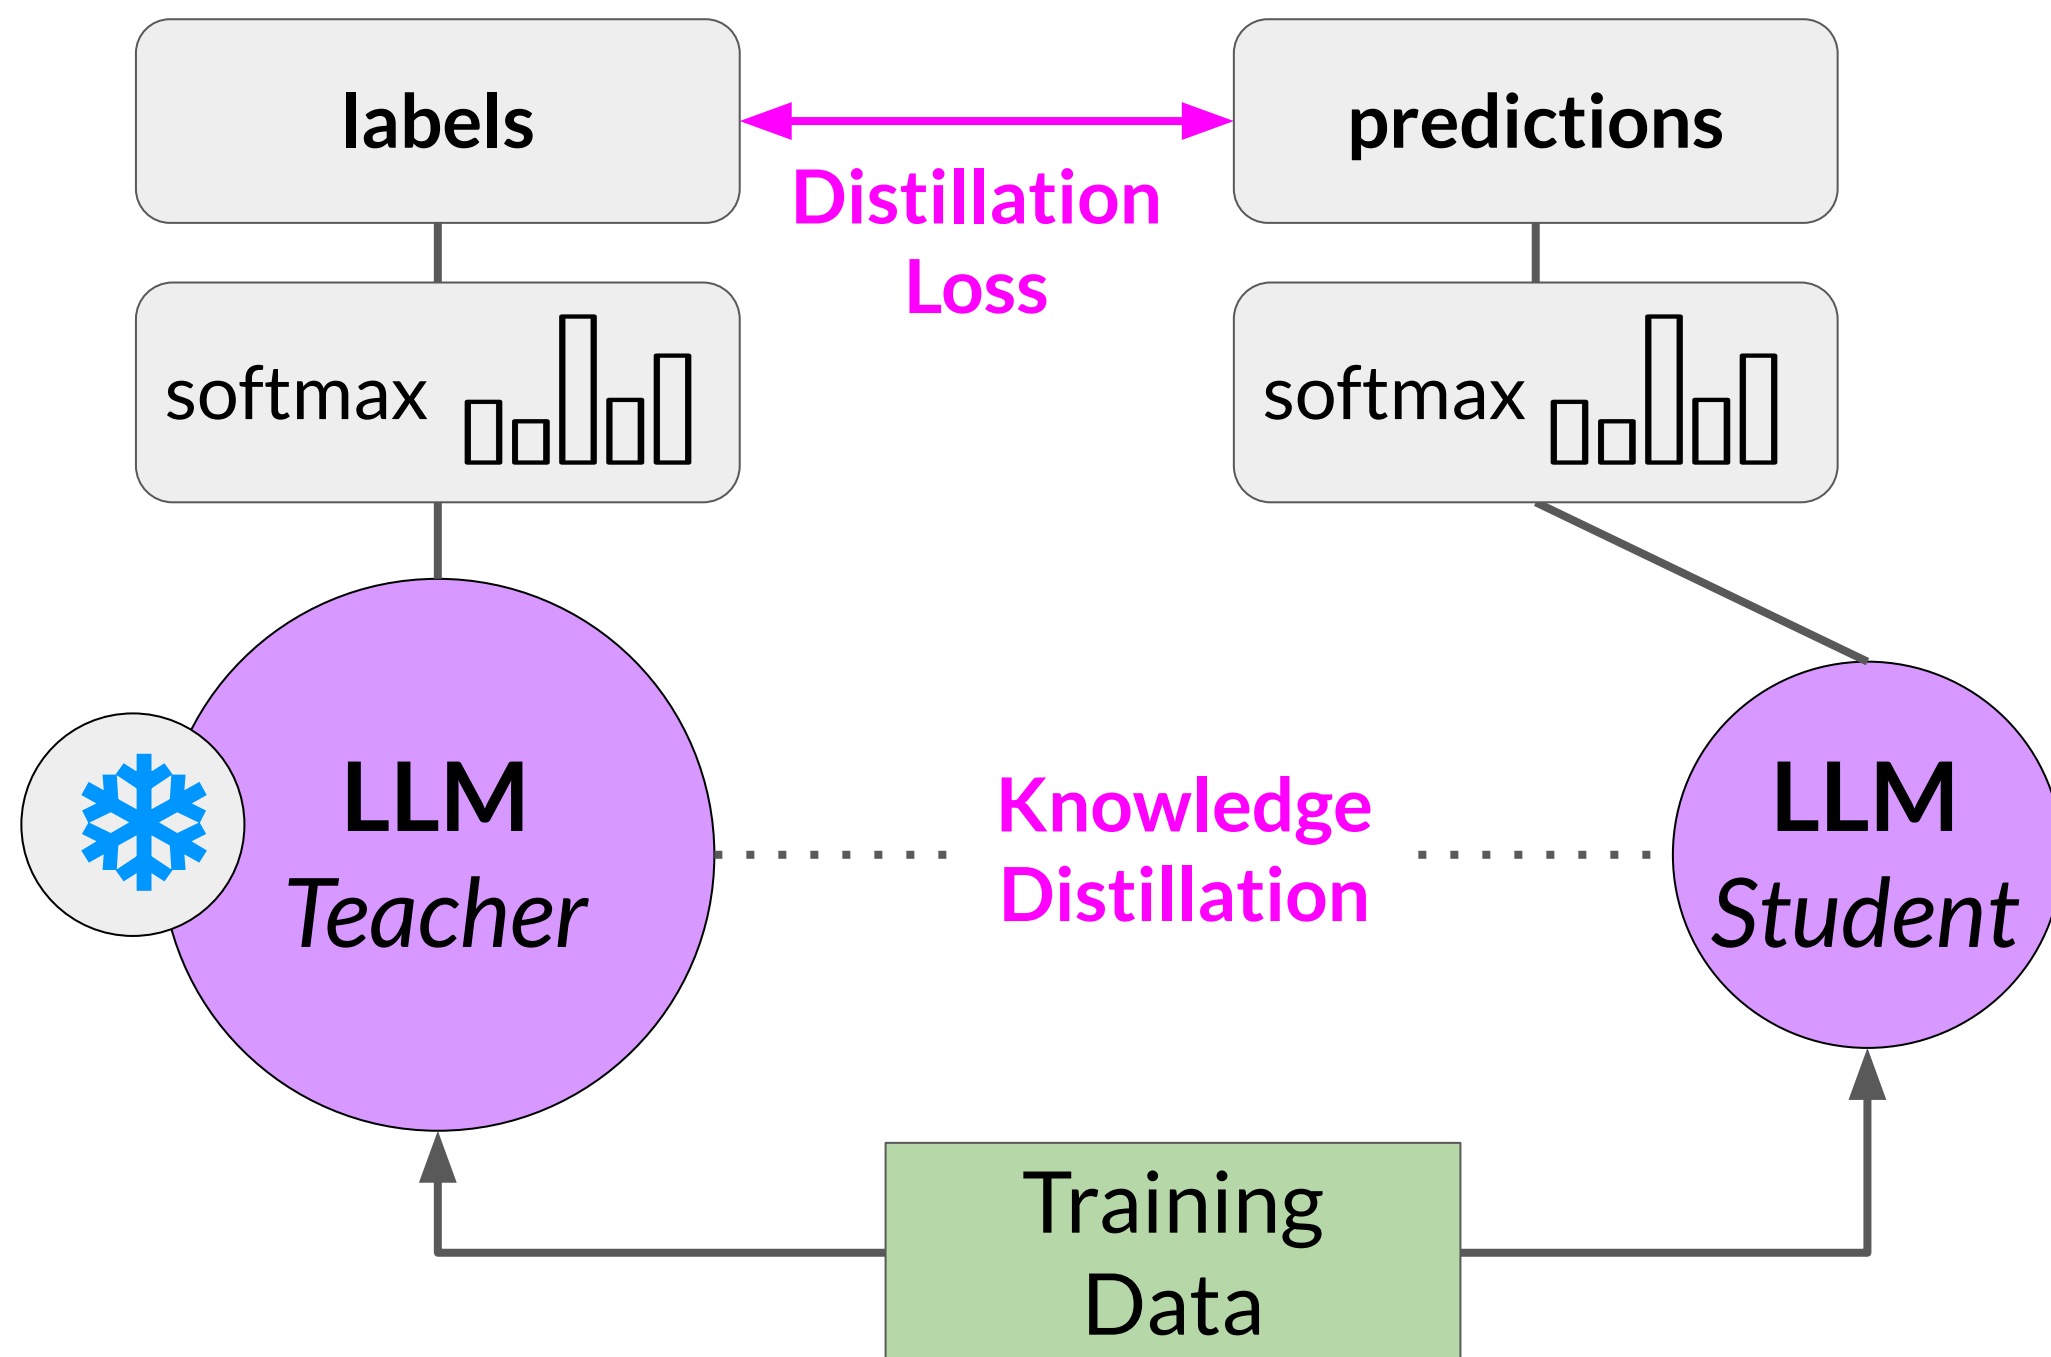 labels
predictions
Distillation
Loss
softmax
softmax
LLM
Teacher
Knowledge
Distillation
LLM
Student
Training
Data